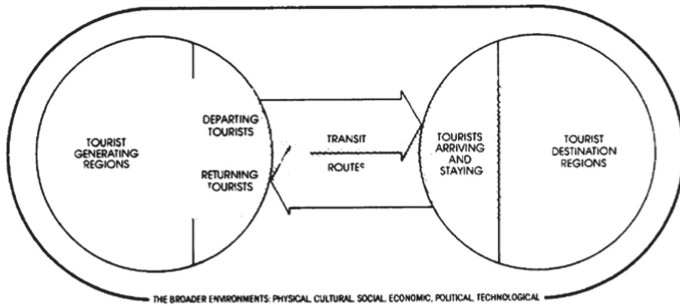 TOURIST
GENERATING
REGIONS
DEPARTING
TOURISTS
RETURNING
TOURISTS
TRANSIT
ROUTES
TOURISTS
ARRIVING
AND
STAYING
TOURIST
DESTINATION
REGIONS
THE BROADER ENVIRONMENTS: PHYSICAL, CULTURAL, SOCIAL, ECONOMIC, POLITICAL, TECHNOLOGICAL